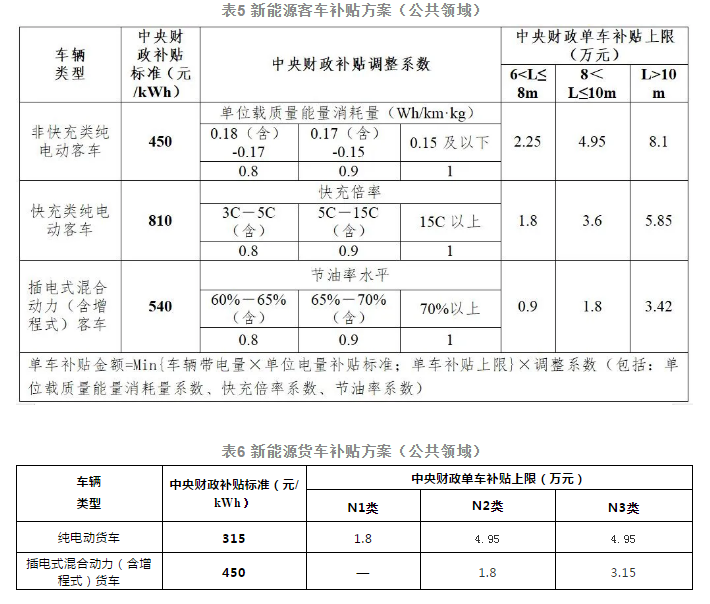 表5 新能源客车补贴方案（公共领域）
车辆
类型
中央财
政补贴
标准（元
/kWh）
中央财政补贴调整系数
中央财政单车补贴上限
（万元）
6<L≤
8m
8＜
L≤10m
L>10
m
非快充类纯
电动客车
450
单位载质量能量消耗量（Wh/km·kg）
0.18（含）
-0.17
0.17（含）
-0.15
0.15 及以下
0.8
0.9
1
2.25
4.95
8.1
快充类纯电
动客车
810
快充倍率
3C－5C
（含）
5C－15C
（含）
15C 以上
0.8
0.9
1
1.8
3.6
5.85
插电式混合
动力（含增
程式）客车
540
节油率水平
60%－65%
（含）
65%－70%
（含）
70%以上
0.8
0.9
1
0.9
1.8
3.42
单车补贴金额=Min{车辆带电量×单位电量补贴标准；单车补贴上限}×调整系数（包括：单
位载质量能量消耗量系数、快充倍率系数、节油率系数）
表6 新能源货车补贴方案（公共领域）
车辆
类型
中央财政补贴标准（元/
kWh）
中央财政单车补贴上限（万元）
N1类
N2类
N3类
纯电动货车
315
1.8
4.95
4.95
插电式混合动力（含增
程式）货车
450
—
1.8
3.15